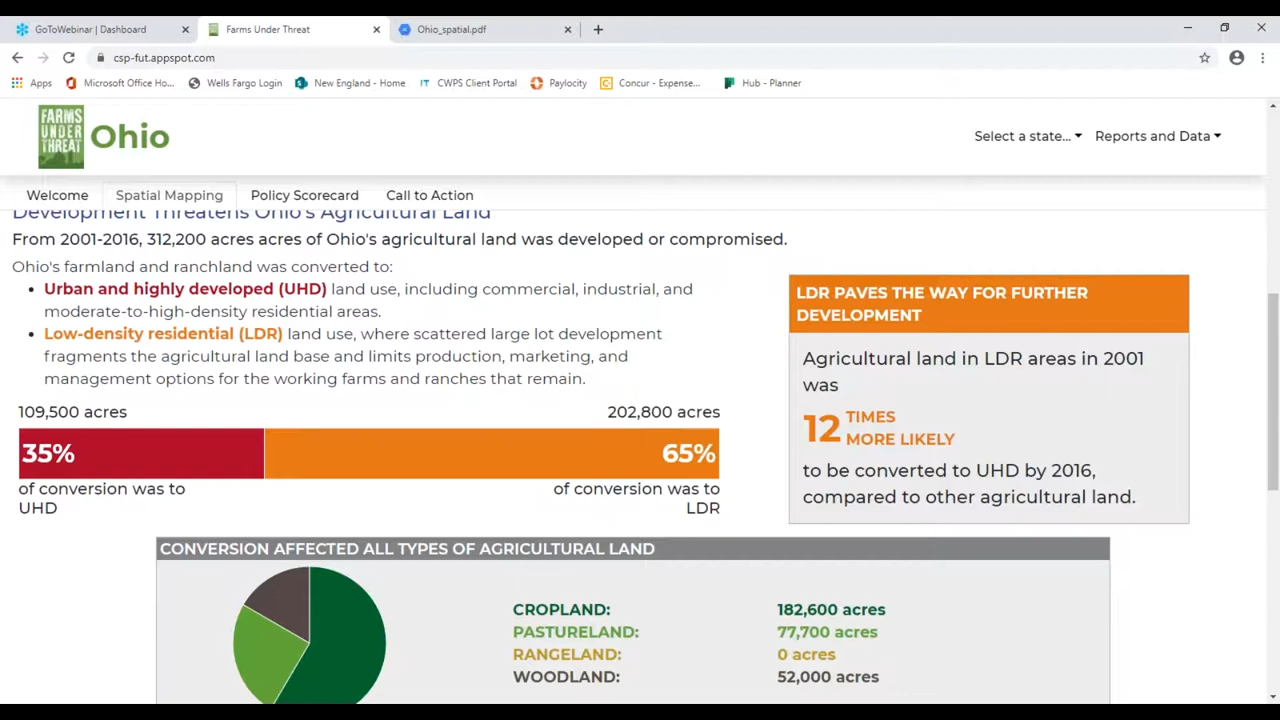 GoToWebinar | Dashboard
Farms Under Threat
Ohio_spatial.pdf
csp-fut.appspot.com
Apps
Microsoft Office Ho...
Wells Fargo Login
New England - Home
IT CWPS Client Portal
Paylocity
Concur - Expense...
Hub - Planner
FARMS
UNDER
THREAT
Ohio
Select a state...
Reports and Data
Welcome
Spatial Mapping
Policy Scorecard
Call to Action
Development Threatens Ohio's Agricultural Land
From 2001-2016, 312,200 acres acres of Ohio's agricultural land was developed or compromised.
Ohio's farmland and ranchland was converted to:
• Urban and highly developed (UHD) land use, including commercial, industrial, and
moderate-to-high-density residential areas.
• Low-density residential (LDR) land use, where scattered large lot development
fragments the agricultural land base and limits production, marketing, and
management options for the working farms and ranches that remain.
109,500 acres
202,800 acres
35%
65%
of conversion was to
UHD
of conversion was to
LDR
LDR PAVES THE WAY FOR FURTHER
DEVELOPMENT
Agricultural land in LDR areas in 2001
was
12 TIMES
MORE LIKELY
to be converted to UHD by 2016,
compared to other agricultural land.
CONVERSION AFFECTED ALL TYPES OF AGRICULTURAL LAND
CROPLAND: 182,600 acres
PASTURELAND: 77,700 acres
RANGELAND: 0 acres
WOODLAND: 52,000 acres